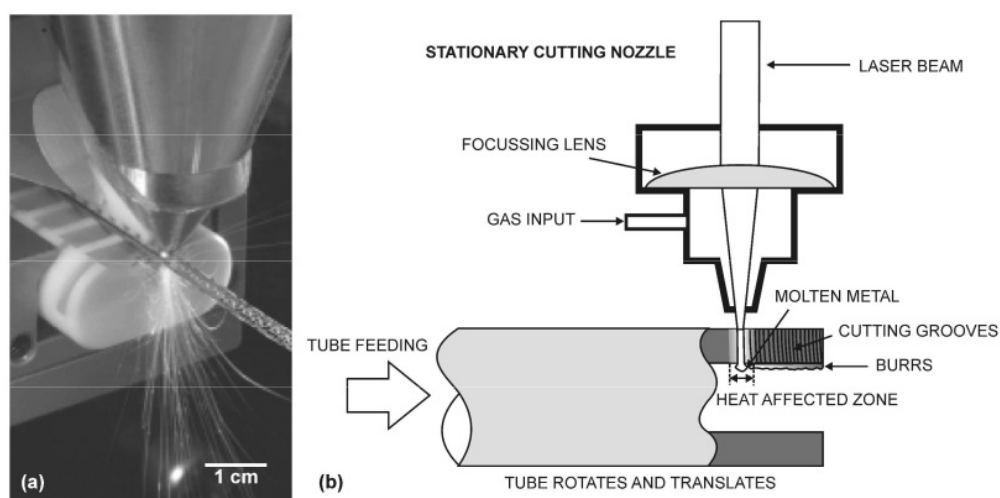 STATIONARY CUTTING NOZZLE
LASER BEAM
FOCUSSING LENS
GAS INPUT
MOLTEN METAL
CUTTING GROOVES
TUBE FEEDING
BURRS
HEAT AFFECTED ZONE
(a)
1 cm
(b)
TUBE ROTATES AND TRANSLATES